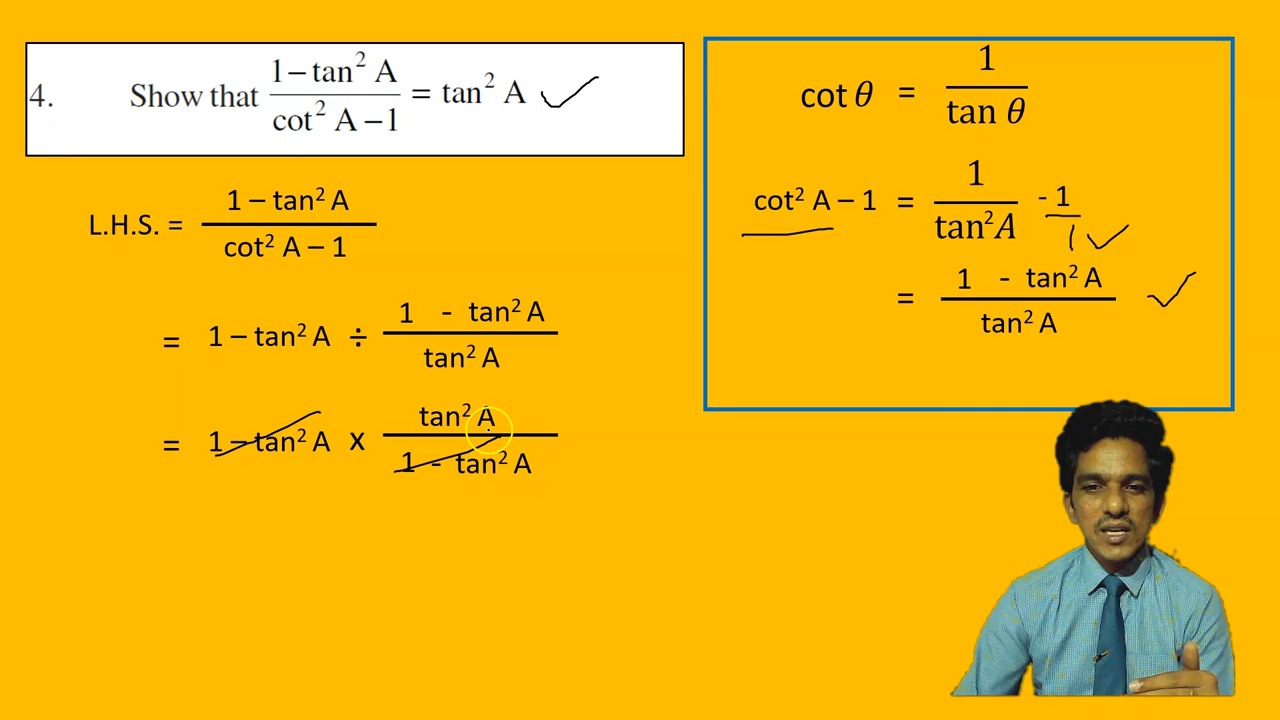 4. Show that (1 – tan² A) / (cot² A – 1) = tan² A
L.H.S. = (1 – tan² A) / (cot² A – 1)
= 1 – tan² A ÷ (1 - tan² A) / (tan² A)
= 1 – tan² A x (tan² A) / (1 - tan² A)
cot θ = 1 / (tan θ)
cot² A – 1 = 1 / (tan² A) - 1 / 1
= (1 - tan² A) / (tan² A)